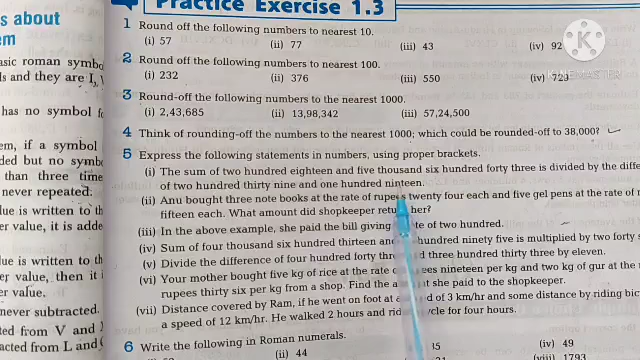 s about
em
asic roman symbo
ls and they are I, V
has no symbol f
em, if a symbol
ded but no symbo
than three time
never repeated.
lue is written to th
er value, it is adde
ue is written to th
er value, then it i
er value.
never subtracted.
ted from V and X
acted from L and C
Practice Exercise 1.3
1 Round off the following numbers to nearest 10.
(i) 57 (ii) 77 (iii) 43 (iv) 92
2 Round off the following numbers to nearest 100.
(i) 232 (ii) 376 (iii) 550 (iv) 723
3 Round-off the following numbers to the nearest 1000.
(i) 2,43,685 (ii) 13,98,342 (iii) 57,24,500
4 Think of rounding-off the numbers to the nearest 1000; which could be rounded-off to 38,000?
5 Express the following statements in numbers, using proper brackets.
(i) The sum of two hundred eighteen and five thousand six hundred forty three is divided by the diffe
of two hundred thirty nine and one hundred ninteen.
(ii) Anu bought three note books at the rate of rupees twenty four each and five gel pens at the rate of
fifteen each. What amount did shopkeeper return her?
(iii) In the above example, she paid the bill giving a note of two hundred.
(iv) Sum of four thousand six hundred thirteen and hundred ninety five is multiplied by two forty s
(v) Divide the difference of four hundred forty and three hundred thirty three by eleven.
(vi) Your mother bought five kg of rice at the rate of rupees nineteen per kg and two kg of gur at the
rupees thirty six per kg from a shop. Find the amount she paid to the shopkeeper.
(vii) Distance covered by Ram, if he went on foot at a speed of 3 km/hr and some distance by riding bic
a speed of 12 km/hr. He walked 2 hours and rid cycle for four hours.
6 Write the following in Roman numerals.
(ii) 44 (iv) 49
(viii) 1793
KINEMASTER